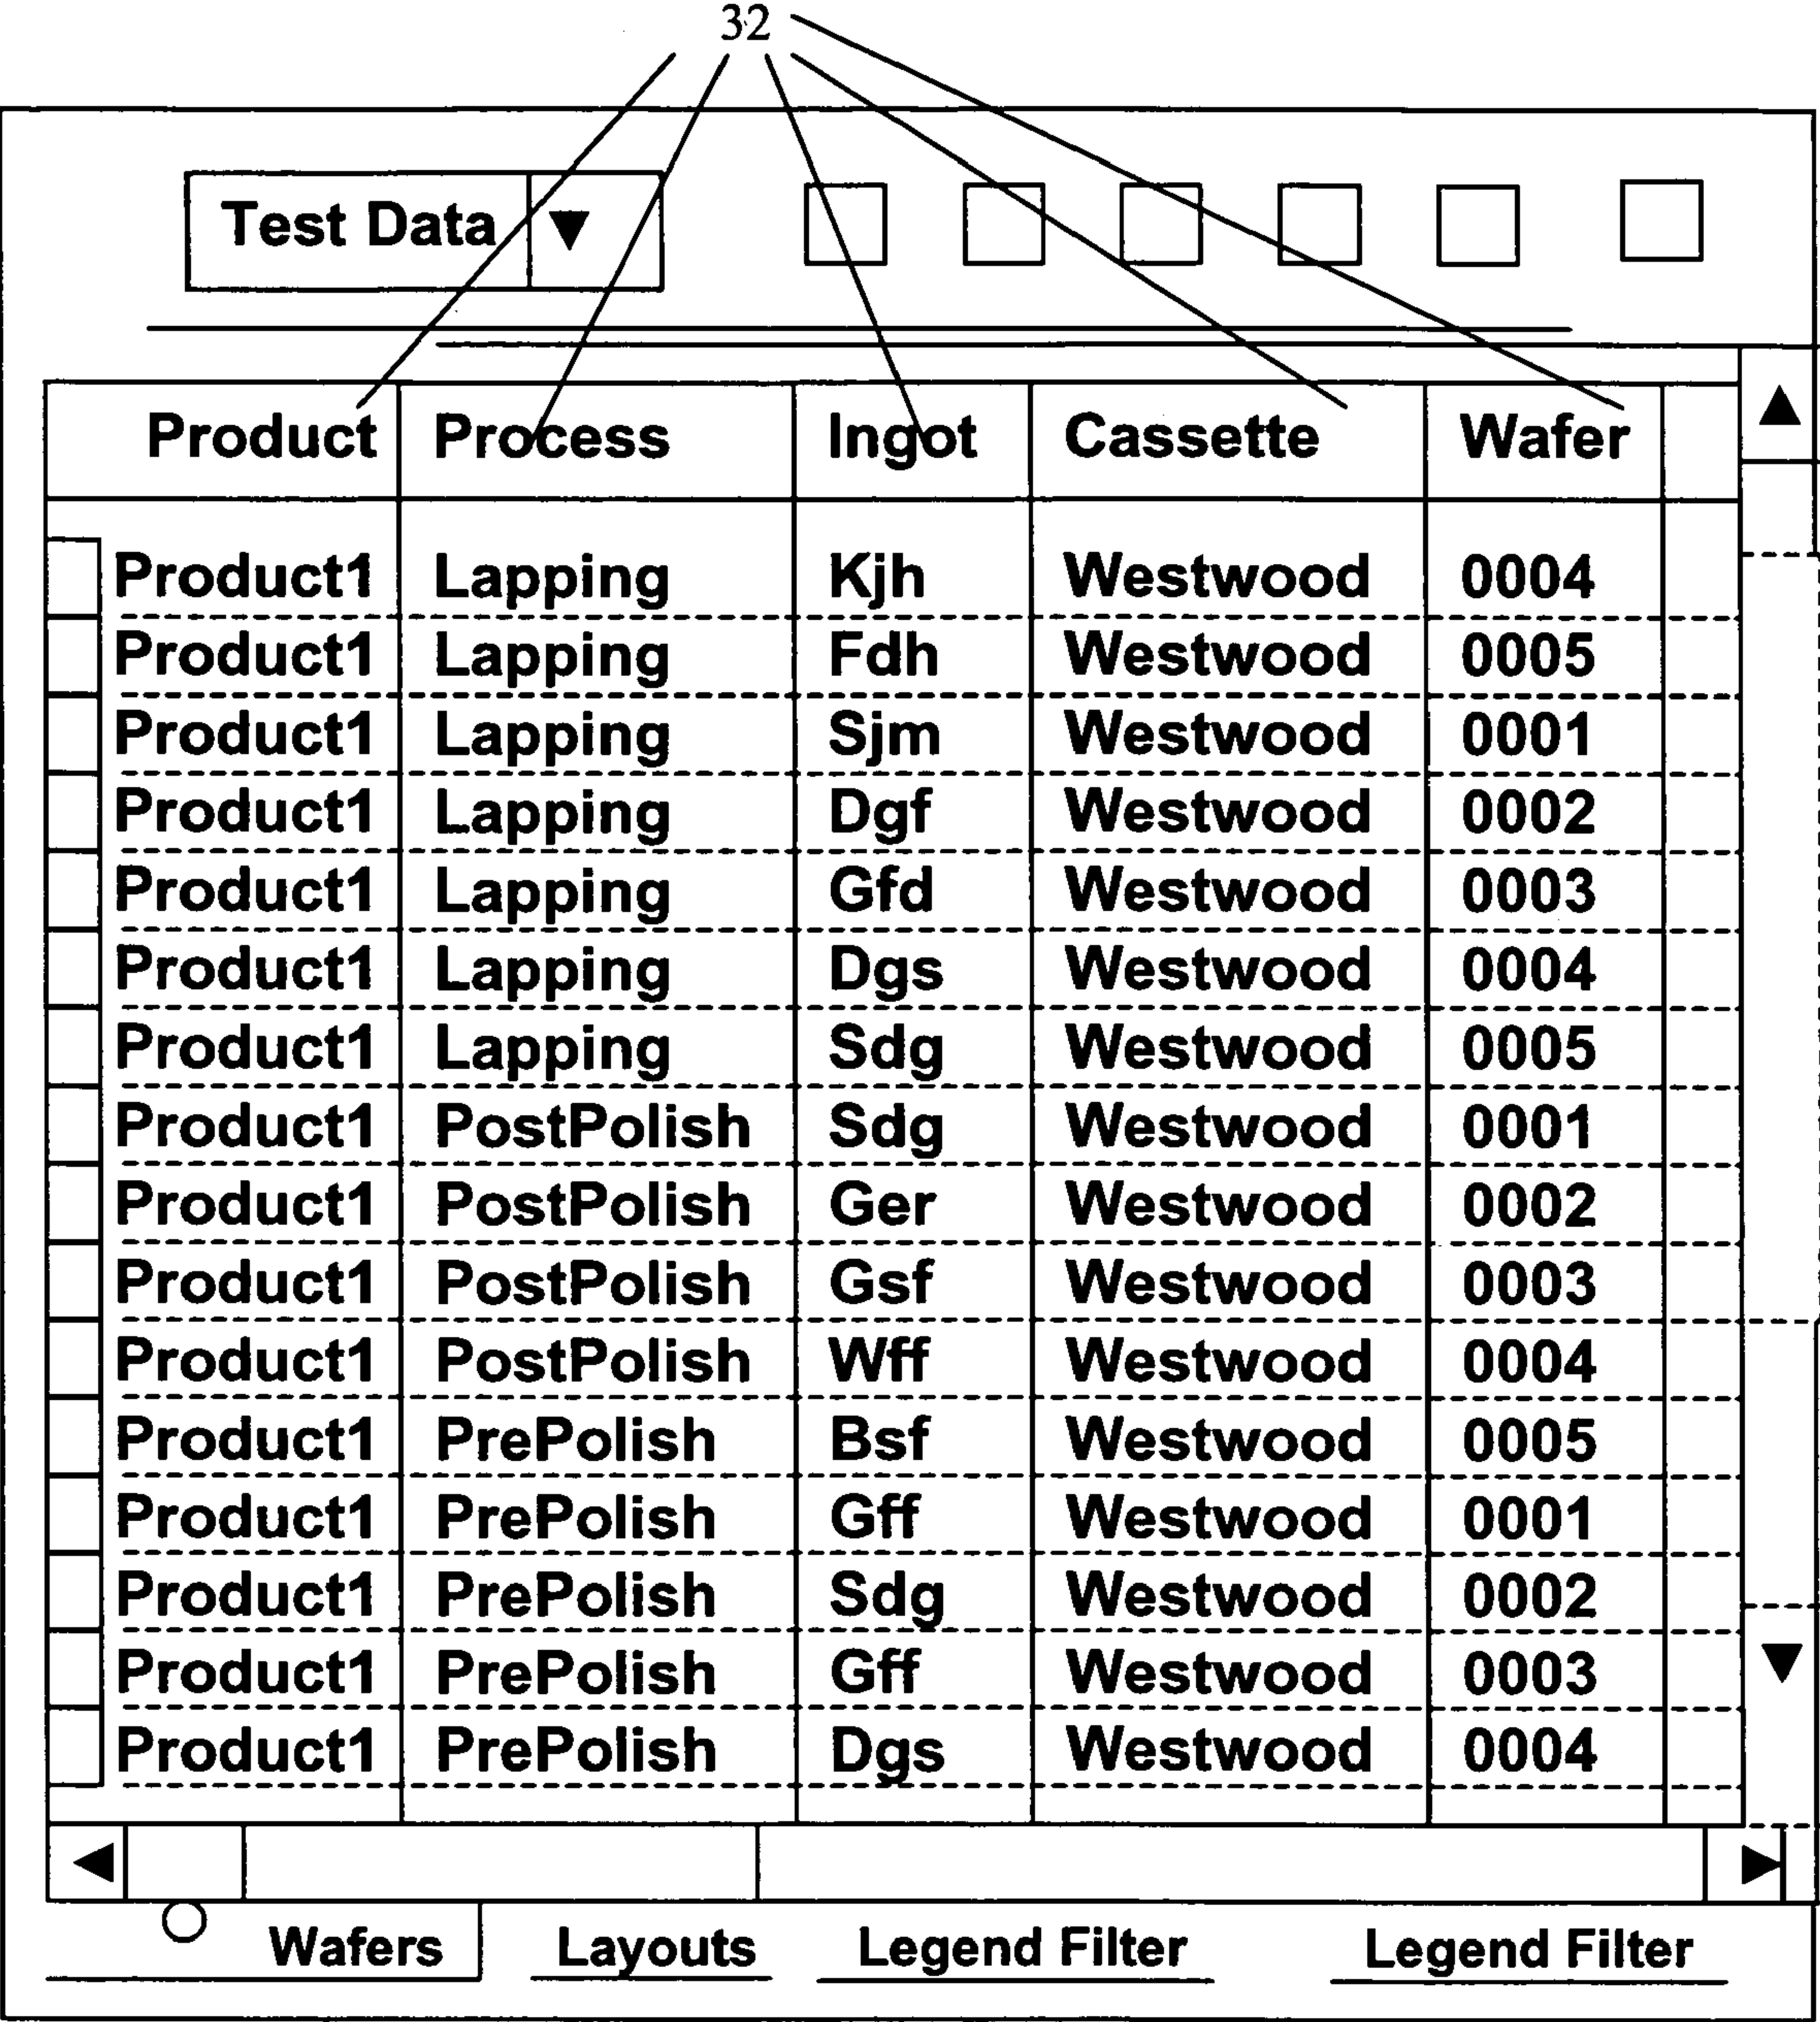 32
Test Data
Product Process Ingot Cassette Wafer
Product1 Lapping Kjh Westwood 0004
Product1 Lapping Fdh Westwood 0005
Product1 Lapping Sjm Westwood 0001
Product1 Lapping Dgf Westwood 0002
Product1 Lapping Gfd Westwood 0003
Product1 Lapping Dgs Westwood 0004
Product1 Lapping Sdg Westwood 0005
Product1 PostPolish Sdg Westwood 0001
Product1 PostPolish Ger Westwood 0002
Product1 PostPolish Gsf Westwood 0003
Product1 PostPolish Wff Westwood 0004
Product1 PrePolish Bsf Westwood 0005
Product1 PrePolish Gff Westwood 0001
Product1 PrePolish Sdg Westwood 0002
Product1 PrePolish Gff Westwood 0003
Product1 PrePolish Dgs Westwood 0004
Wafers Layouts Legend Filter Legend Filter